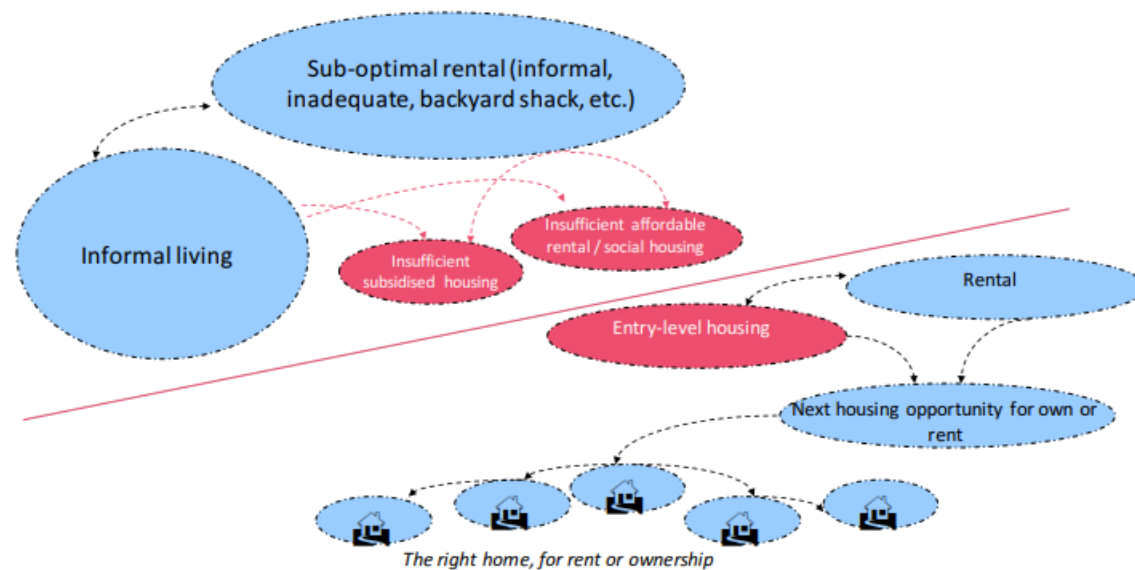 Sub-optimal rental (informal,
inadequate, backyard shack, etc.)
Informal living
Insufficient affordable
rental / social housing
Insufficient
subsidised housing
Rental
Entry-level housing
Next housing opportunity for own or
rent
The right home, for rent or ownership